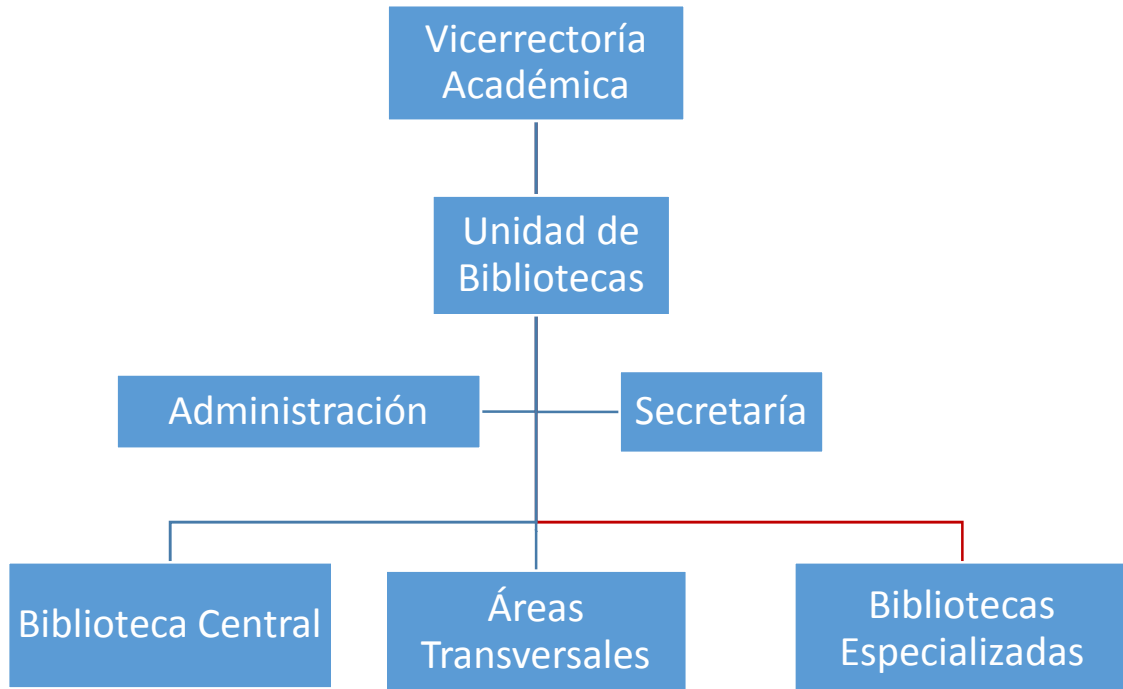 Vicerrectoría
Académica
Unidad de
Bibliotecas
Administración
Secretaría
Biblioteca Central
Áreas
Transversales
Bibliotecas
Especializadas